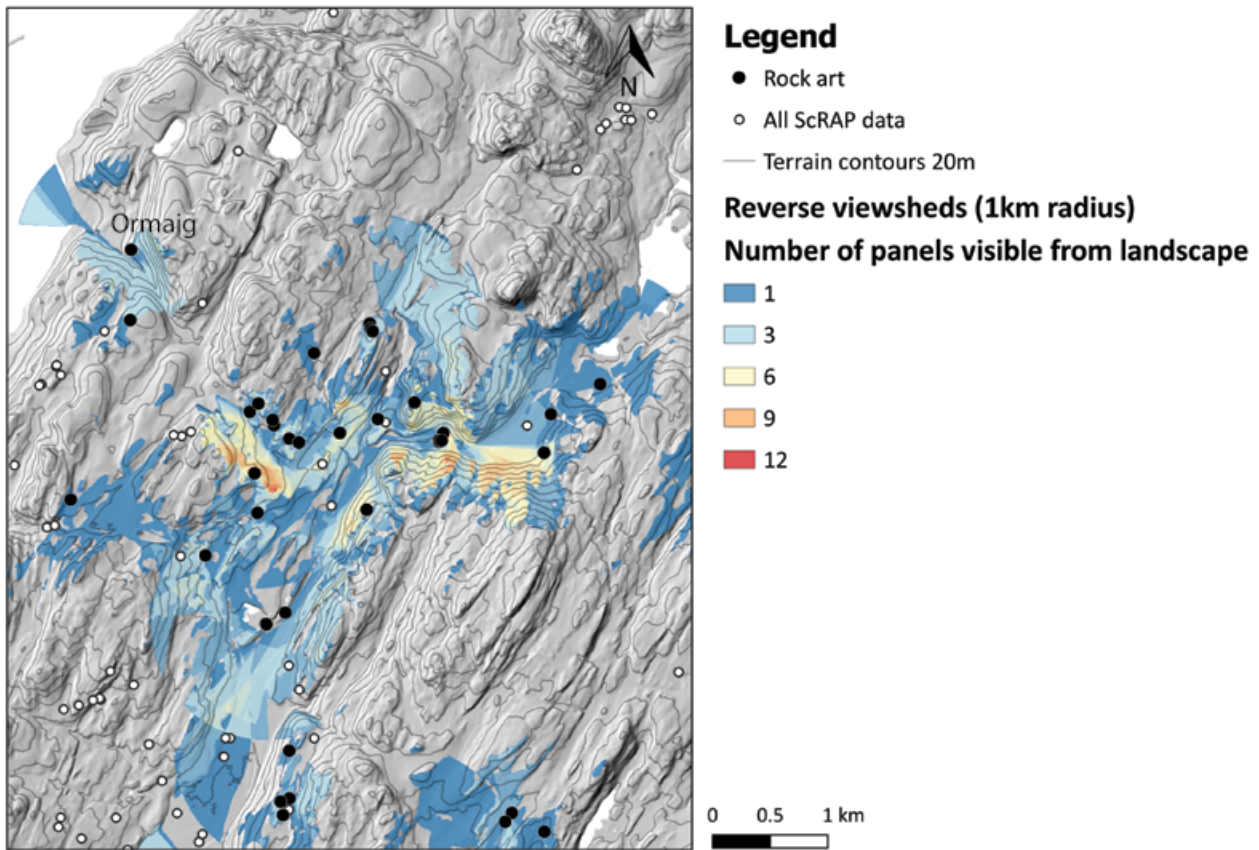 Ormaig
N
Legend
Rock art
All ScRAP data
Terrain contours 20m
Reverse viewsheds (1km radius)
Number of panels visible from landscape
1
3
6
9
12
0 0.5 1 km